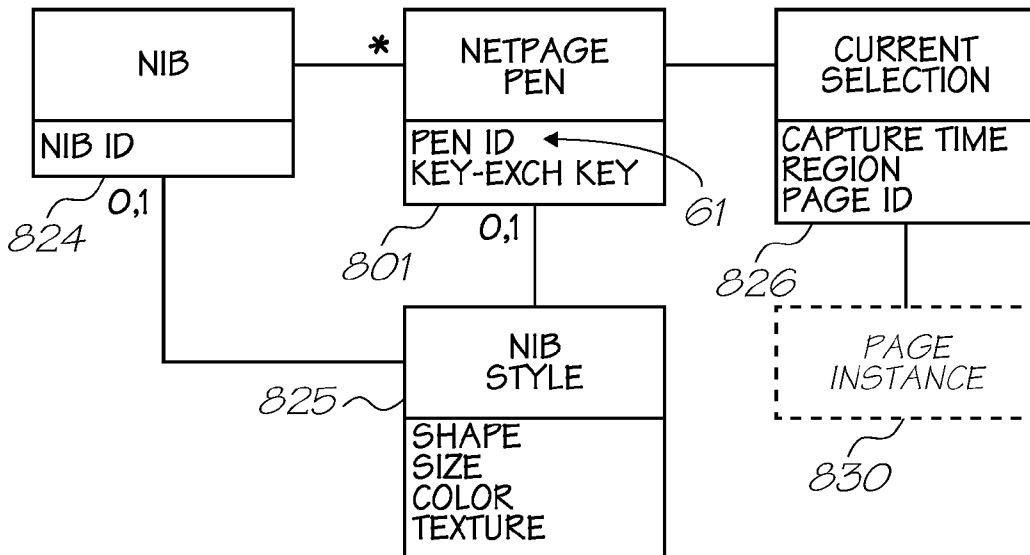 NIB
NIB ID
0,1
824
*
NETPAGE
PEN
PEN ID
KEY-EXCH KEY
61
0,1
801
CURRENT
SELECTION
CAPTURE TIME
REGION
PAGE ID
826
NIB
STYLE
825
SHAPE
SIZE
COLOR
TEXTURE
PAGE
INSTANCE
830